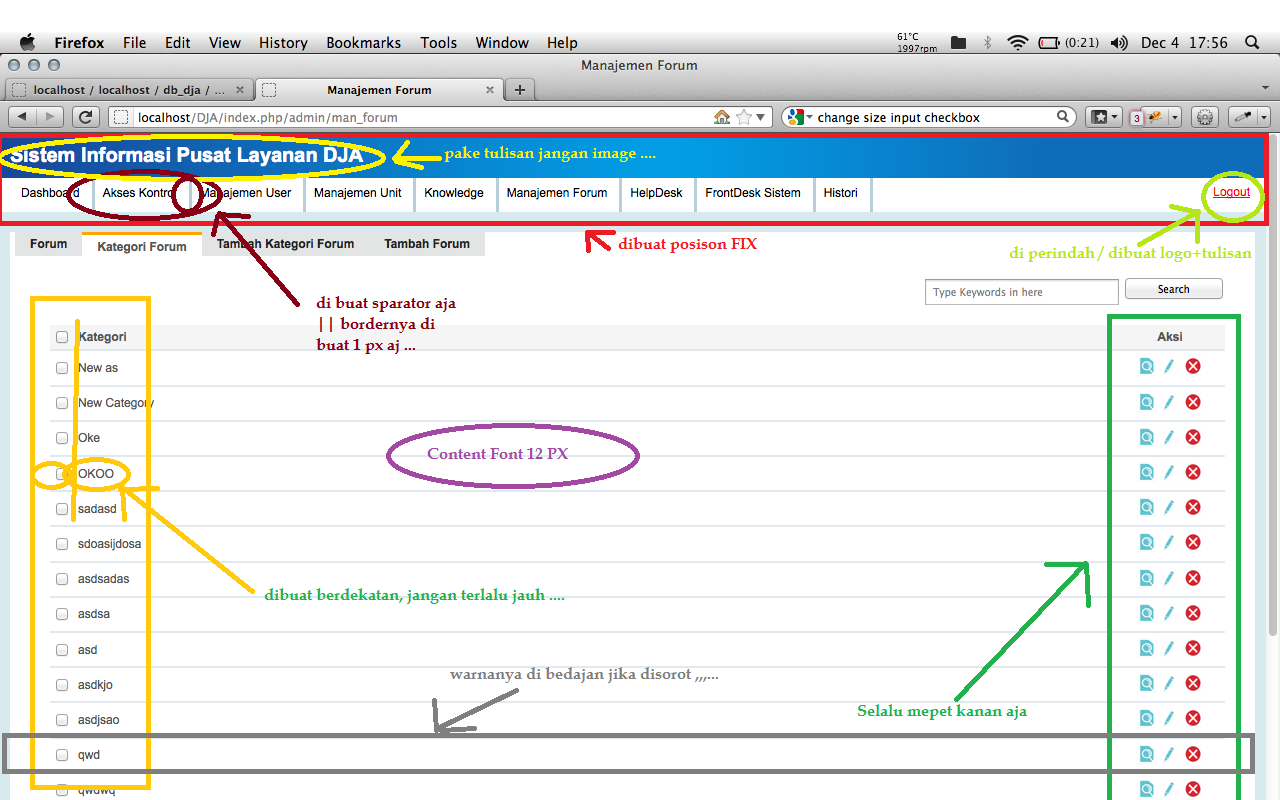 Firefox File Edit View History Bookmarks Tools Window Help 61°C 1997rpm (0:21) Dec 4 17:56
Manajemen Forum
localhost / localhost / db_dja / ... Manajemen Forum
localhost/DJA/index.php/admin/man_forum change size input checkbox 3
Sistem Informasi Pusat Layanan DJA pake tulisan jangan image ....
Dashboard Akses Kontrol Manajemen User Manajemen Unit Knowledge Manajemen Forum HelpDesk FrontDesk Sistem Histori Logout
Forum Kategori Forum Tambah Kategori Forum Tambah Forum dibuat posison FIX
di perindah / dibuat logo+tulisan
Type Keywords in here Search
di buat sparator aja
|| bordernya di
buat 1 px aj ...
Kategori Aksi
New as
New Category
Oke
Content Font 12 PX
OKOO
sadasd
sdoasijdosa
asdsadas
dibuat berdekatan, jangan terlalu jauh ....
asdsa
asd
warnanya di bedajan jika disorot ,,,...
asdkjo
Selalu mepet kanan aja
asdjsao
qwd
qwdwq